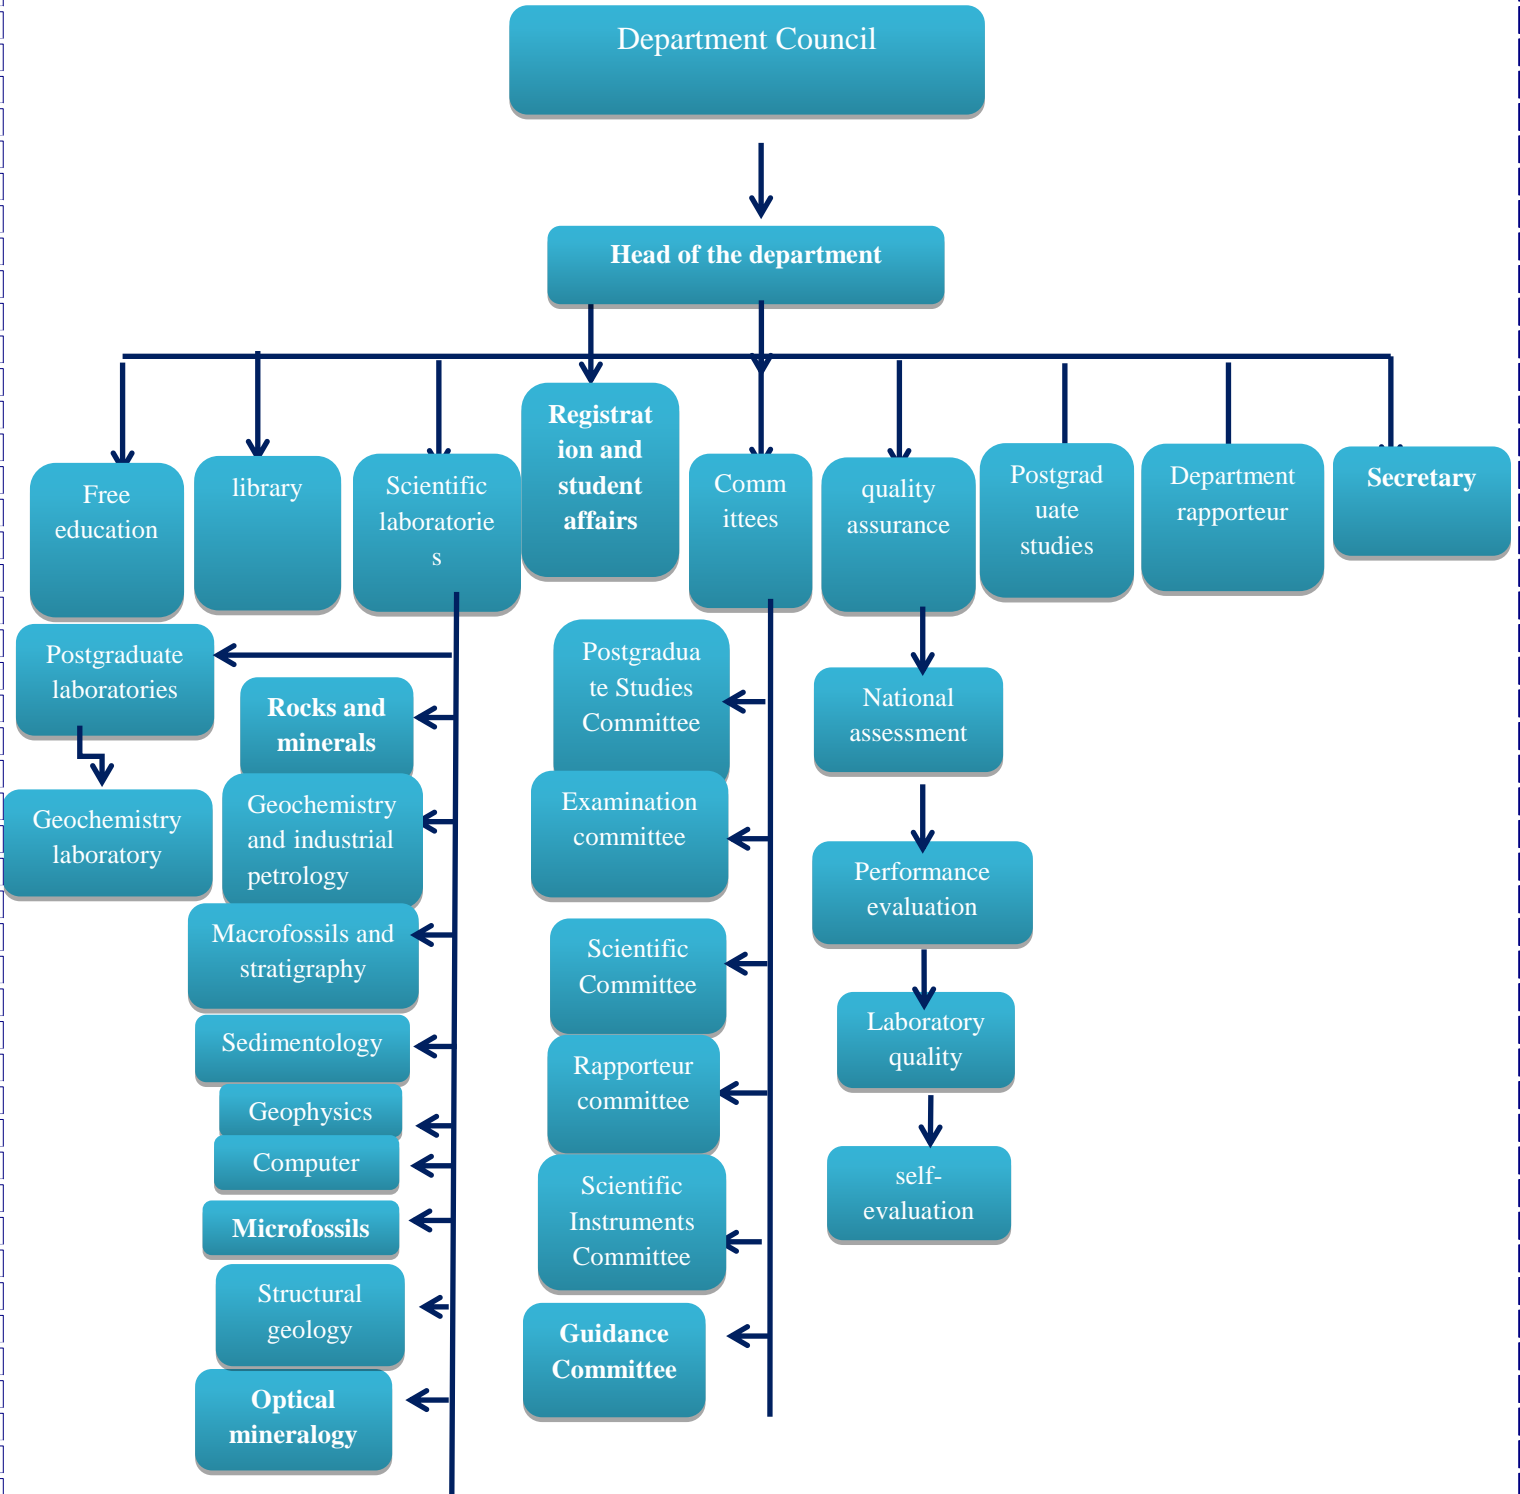 Department Council
Head of the department
Free
education
library
Scientific
laboratorie
s
Registrat
ion and
student
affairs
Comm
ittees
quality
assurance
Postgrad
uate
studies
Department
rapporteur
Secretary
Postgraduate
laboratories
Geochemistry
laboratory
Rocks and
minerals
Geochemistry
and industrial
petrology
Macrofossils and
stratigraphy
Sedimentology
Geophysics
Computer
Microfossils
Structural
geology
Optical
mineralogy
Postgradua
te Studies
Committee
Examination
committee
Scientific
Committee
Rapporteur
committee
Scientific
Instruments
Committee
Guidance
Committee
National
assessment
Performance
evaluation
Laboratory
quality
self-
evaluation